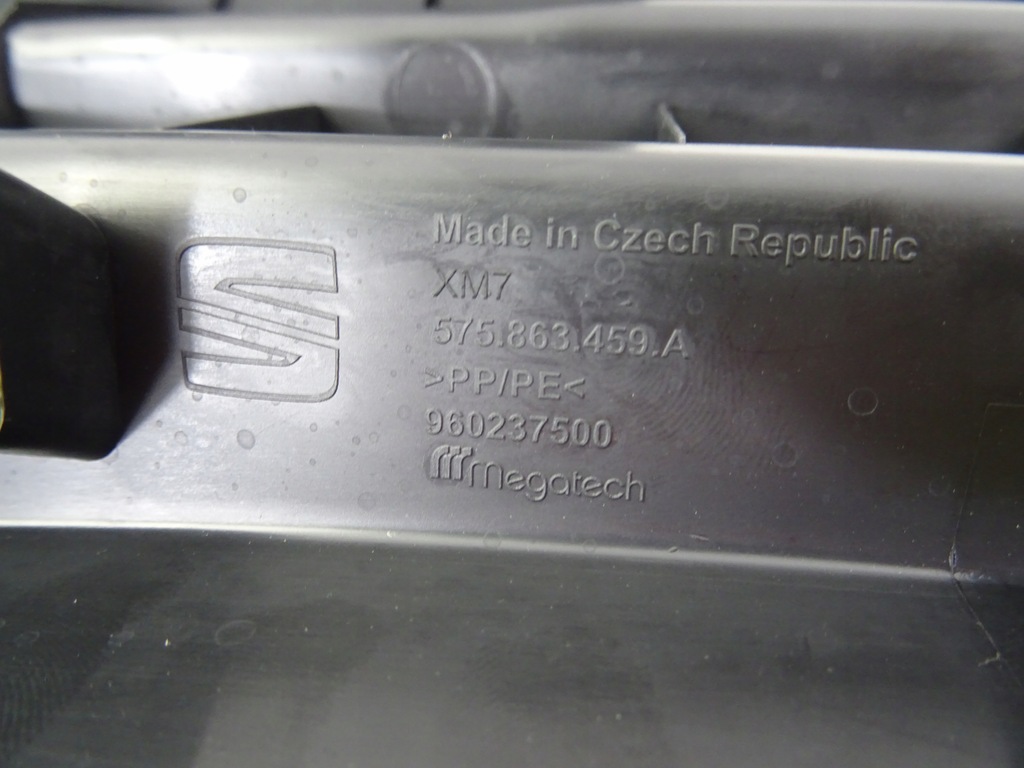 Made in Czech Republic
XM7
575.863.459.A
>PP/PE<
960237500
megatech